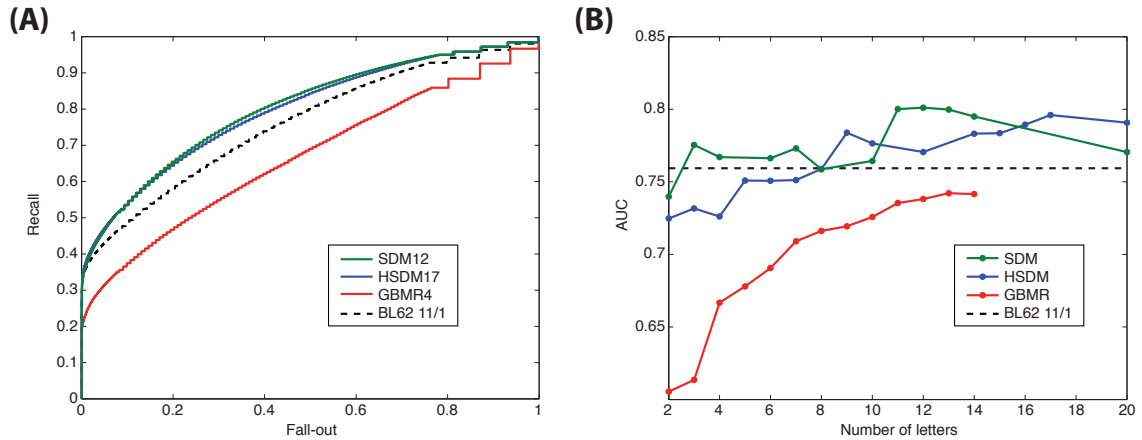 (A)
Recall
1
0.9
0.8
0.7
0.6
0.5
0.4
0.3
0.2
0.1
0
0
0.2
0.4
0.6
0.8
1
Fall-out
SDM12
HSDM17
GBMR4
BL62 11/1
(B)
AUC
0.85
0.8
0.75
0.7
0.65
2
4
6
8
10
12
14
16
18
20
Number of letters
SDM
HSDM
GBMR
BL62 11/1